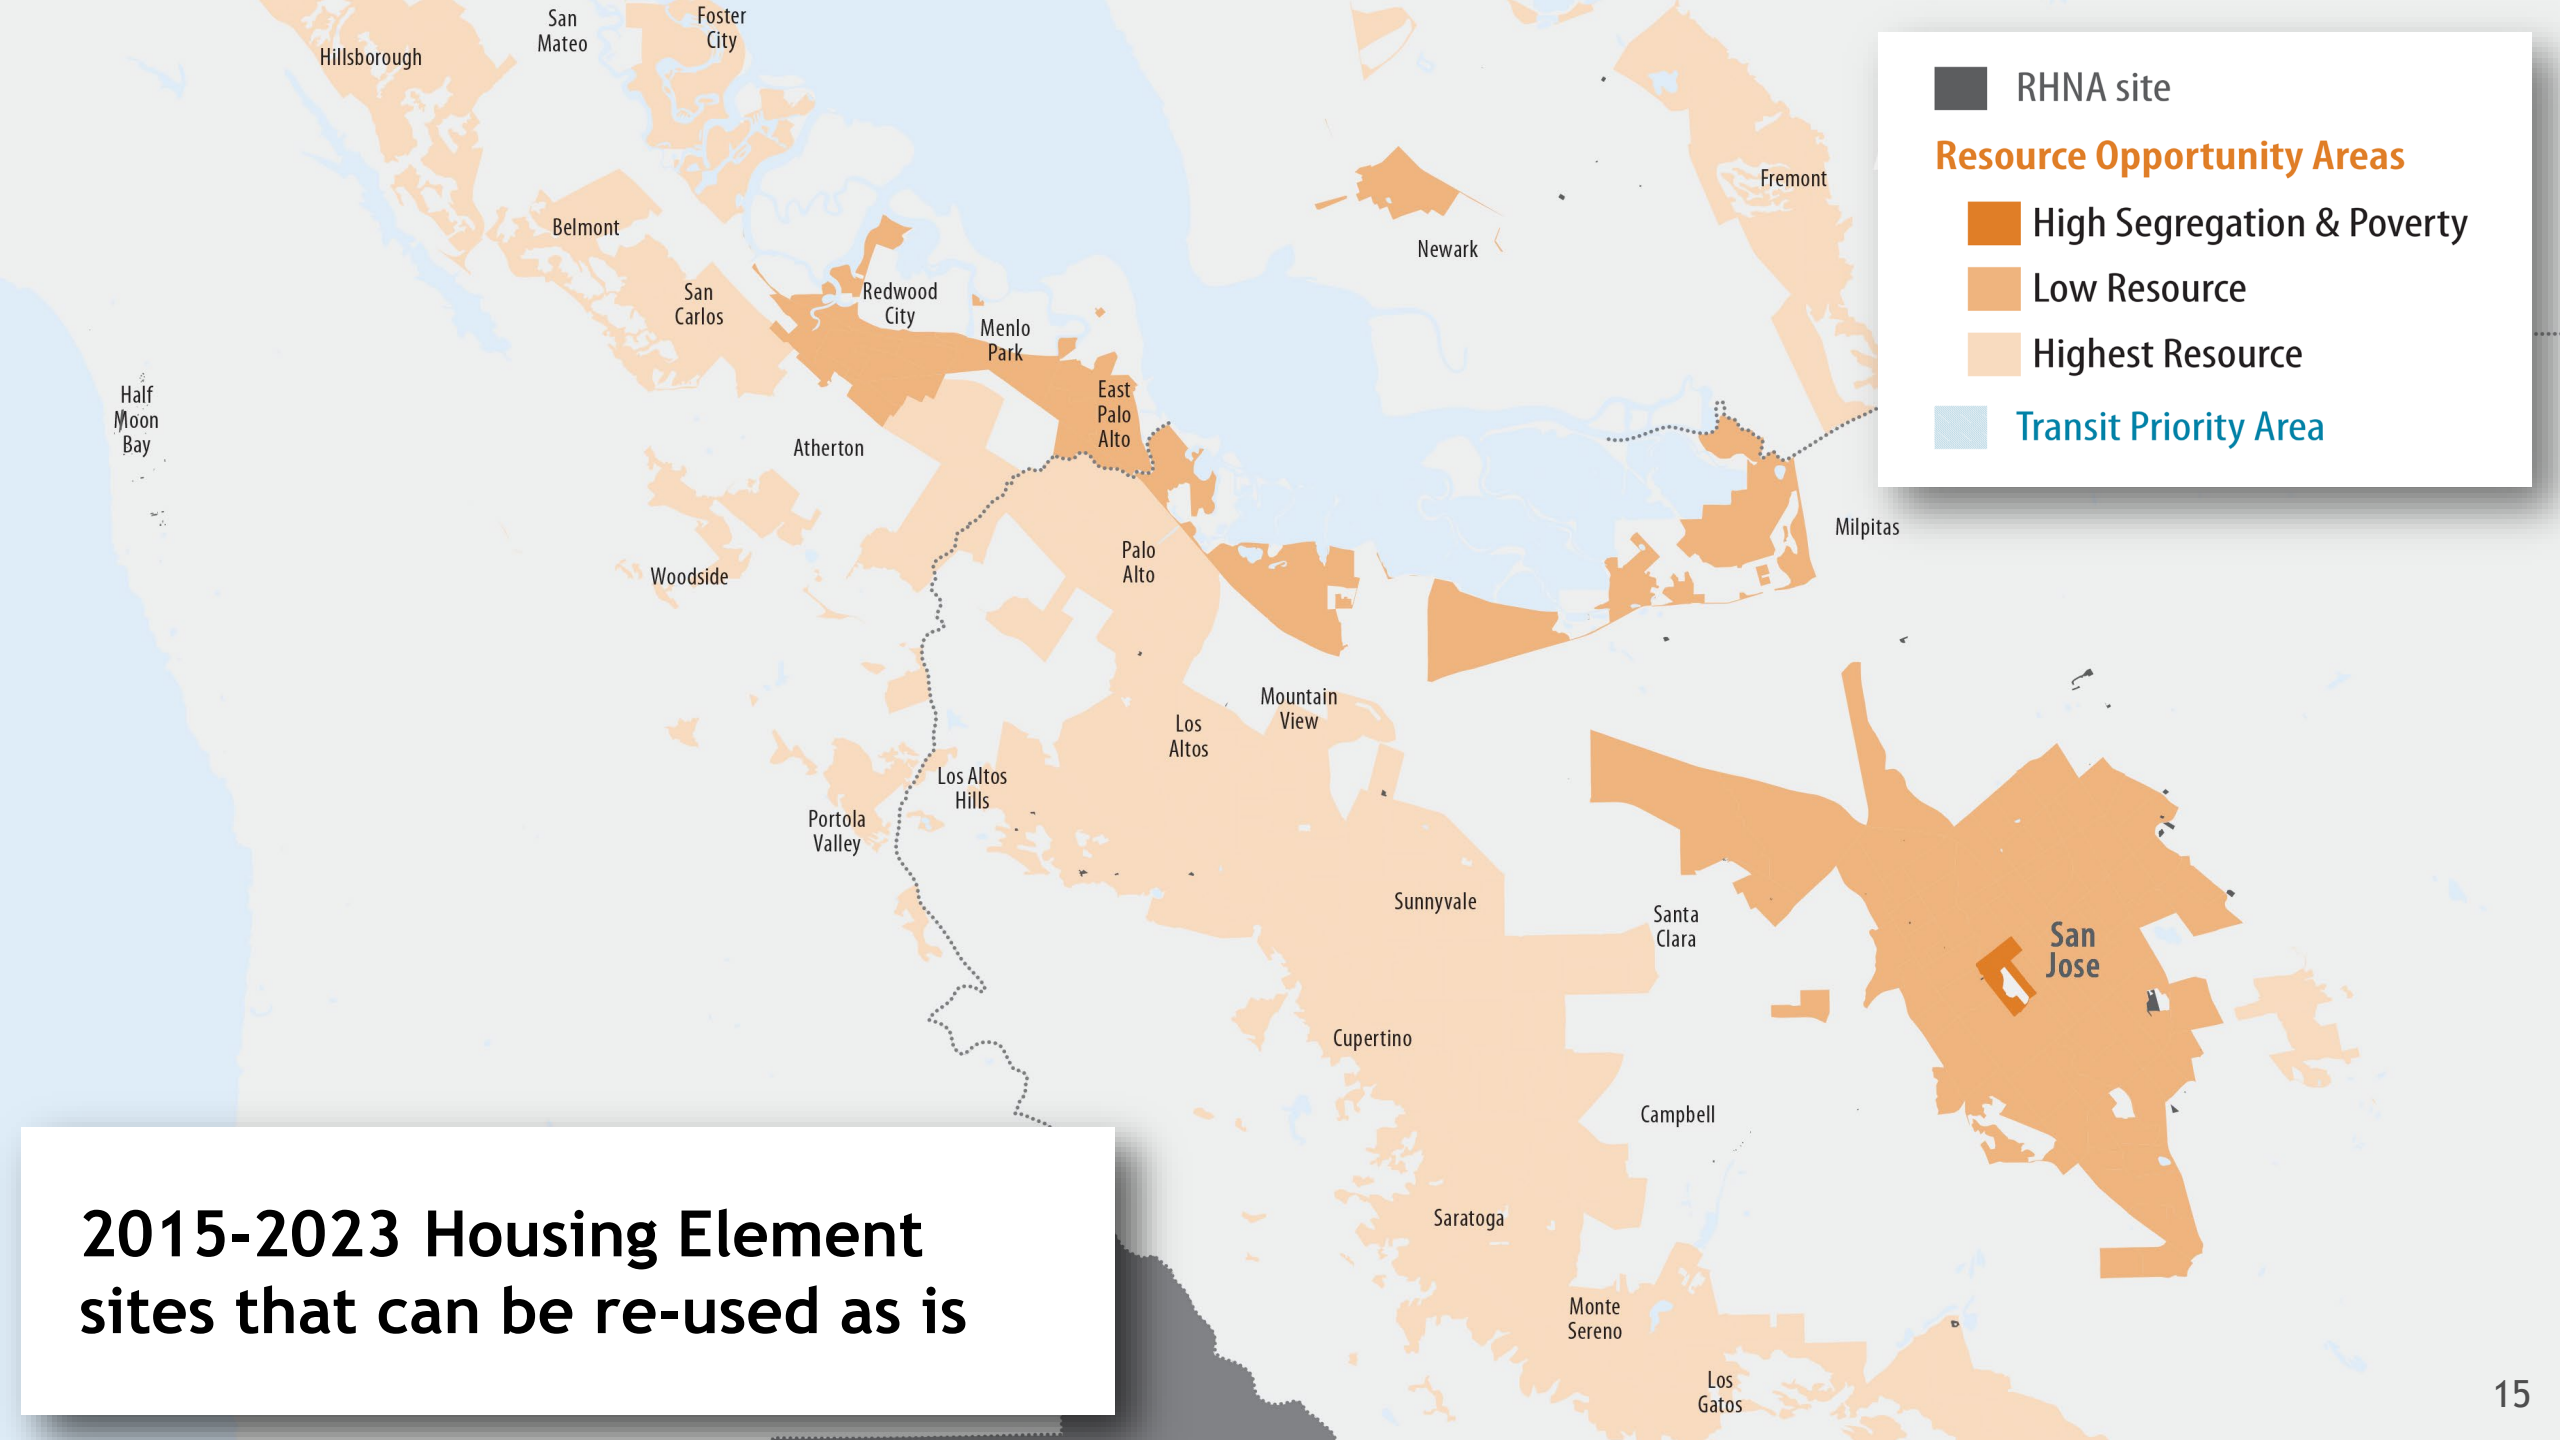 San
Mateo
Foster
City
Hillsborough
RHNA site
Resource Opportunity Areas
High Segregation & Poverty
Low Resource
Highest Resource
Transit Priority Area
Fremont
Belmont
Newark
San
Carlos
Redwood
City
Menlo
Park
Half
Moon
Bay
East
Palo
Alto
Atherton
Milpitas
Palo
Alto
Woodside
Mountain
View
Los
Altos
Los Altos
Hills
Portola
Valley
Sunnyvale
Santa
Clara
San
Jose
Cupertino
Campbell
Saratoga
Monte
Sereno
Los
Gatos
2015-2023 Housing Element
sites that can be re-used as is
15